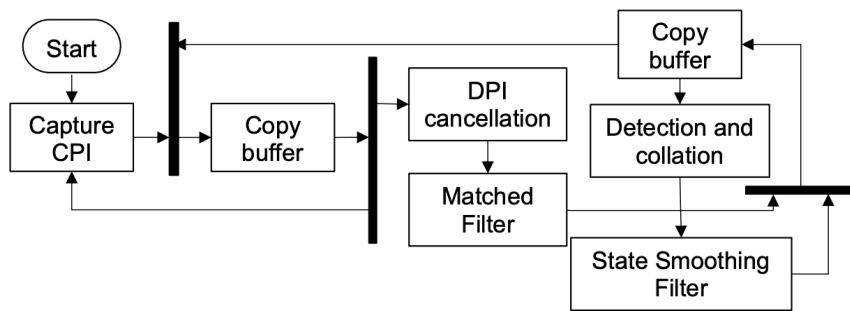 Start
Capture
CPI
Copy
buffer
DPI
cancellation
Matched
Filter
Copy
buffer
Detection and
collation
State Smoothing
Filter